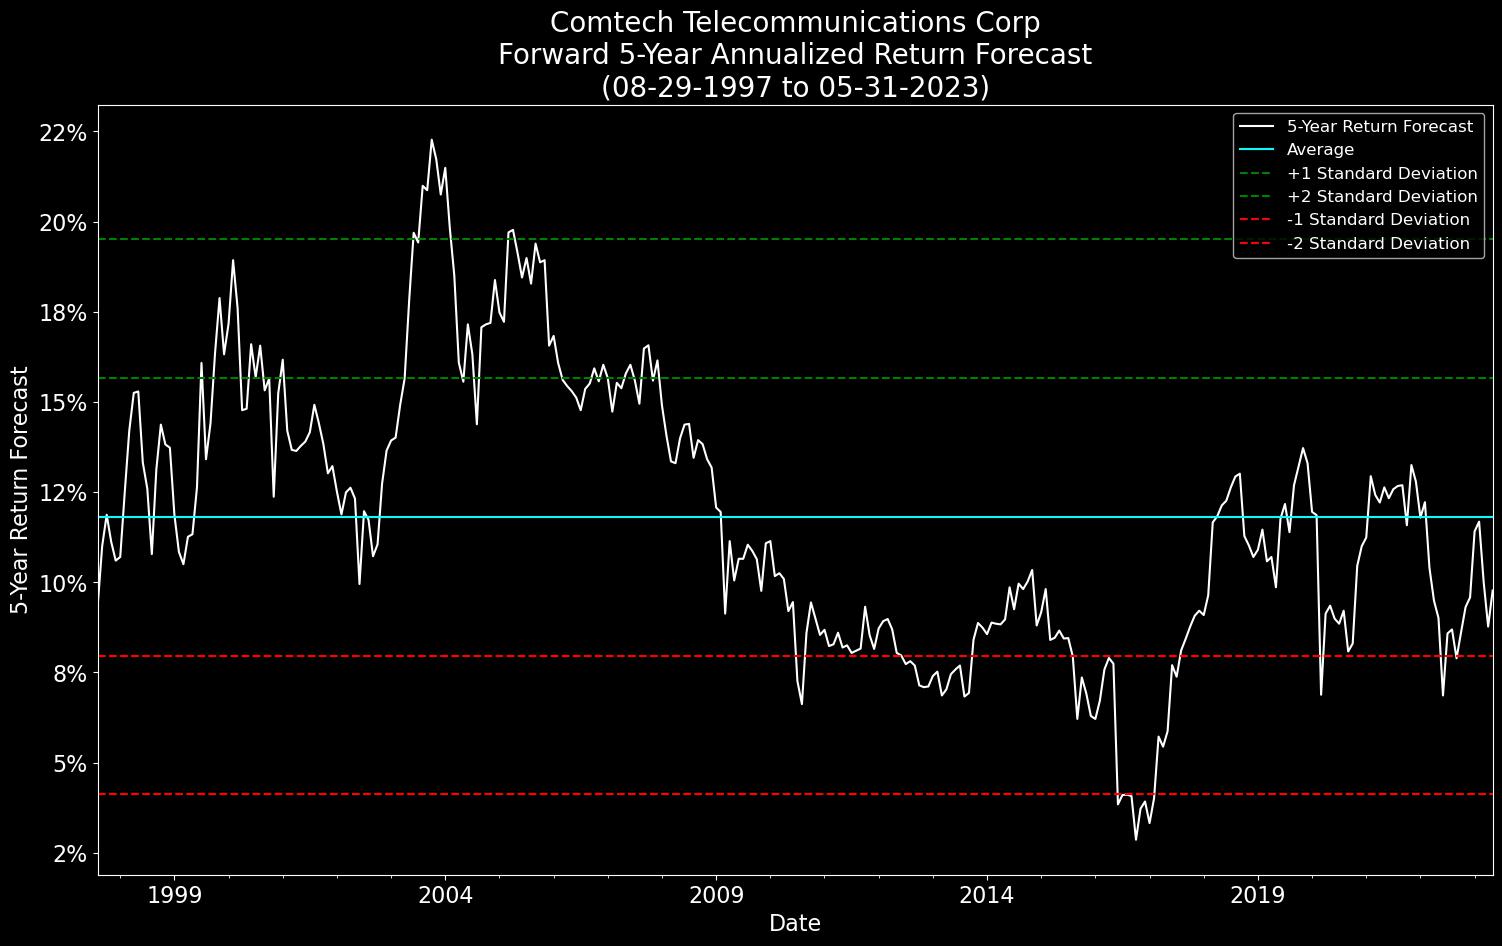 Comtech Telecommunications Corp
Forward 5-Year Annualized Return Forecast
(08-29-1997 to 05-31-2023)
5-Year Return Forecast
Average
+1 Standard Deviation
+2 Standard Deviation
-1 Standard Deviation
-2 Standard Deviation
22%
20%
18%
15%
12%
10%
8%
5%
2%
5-Year Return Forecast
1999
2004
2009
2014
2019
Date